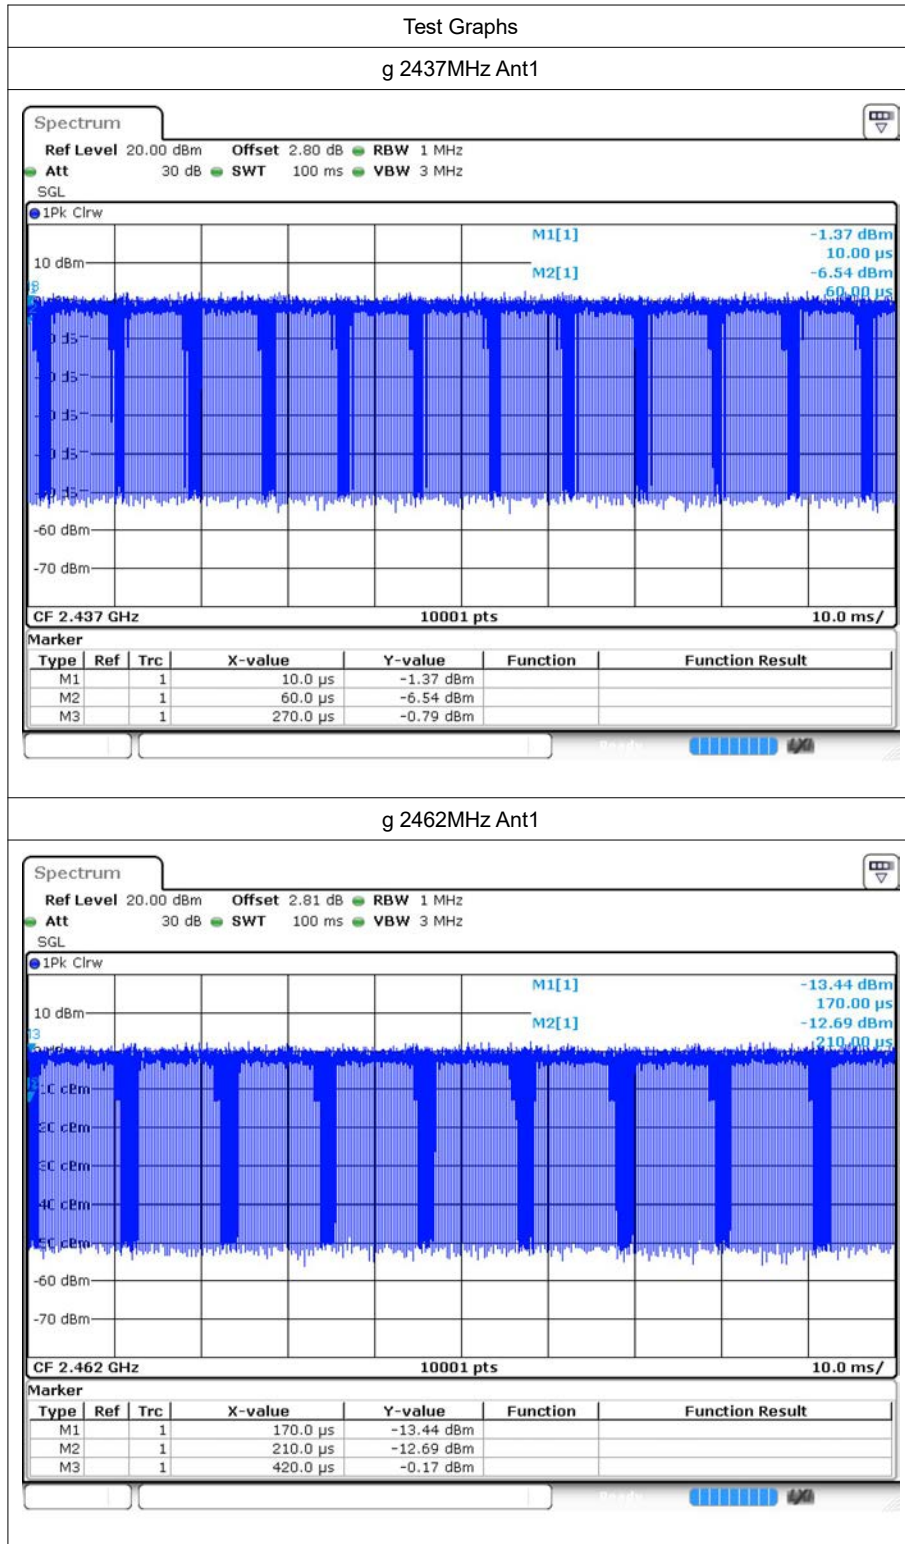 Test Graphs
g 2437MHz Ant1
Spectrum
Ref Level 20.00 dBm Offset 2.80 dB RBW 1 MHz
Att 30 dB SWT 100 ms VBW 3 MHz
SGL
1Pk Clrw
M1[1] -1.37 dBm
10.00 µs
10 dBm
M2[1] -6.54 dBm
60.00 µs
-60 dBm
-70 dBm
CF 2.437 GHz 10001 pts 10.0 ms/
Marker
Type Ref Trc X-value Y-value Function Function Result
M1 1 10.0 µs -1.37 dBm
M2 1 60.0 µs -6.54 dBm
M3 1 270.0 µs -0.79 dBm
g 2462MHz Ant1
Spectrum
Ref Level 20.00 dBm Offset 2.81 dB RBW 1 MHz
Att 30 dB SWT 100 ms VBW 3 MHz
SGL
1Pk Clrw
M1[1] -13.44 dBm
170.00 µs
10 dBm
M2[1] -12.69 dBm
210.00 µs
-60 dBm
-70 dBm
CF 2.462 GHz 10001 pts 10.0 ms/
Marker
Type Ref Trc X-value Y-value Function Function Result
M1 1 170.0 µs -13.44 dBm
M2 1 210.0 µs -12.69 dBm
M3 1 420.0 µs -0.17 dBm